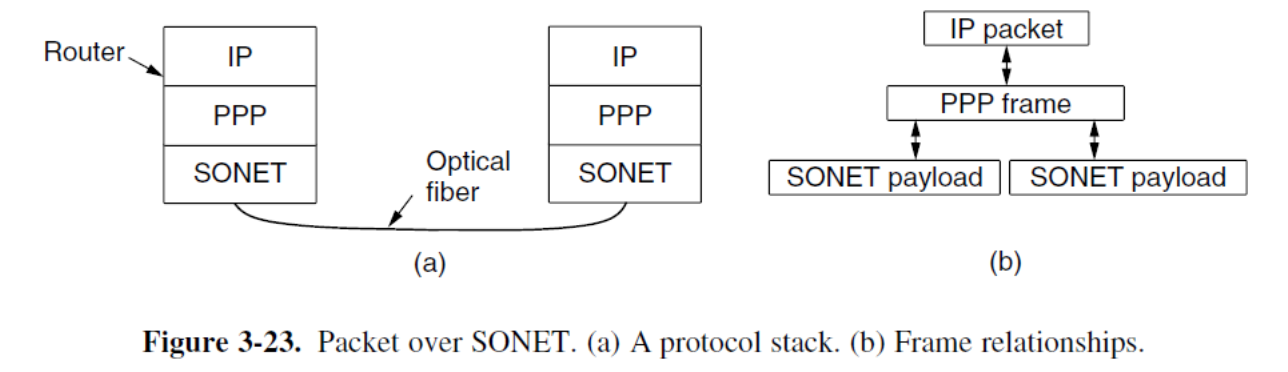 Router
IP
PPP
SONET
Optical
fiber
IP
PPP
SONET
(a)
IP packet
PPP frame
SONET payload
SONET payload
(b)
Figure 3-23. Packet over SONET. (a) A protocol stack. (b) Frame relationships.